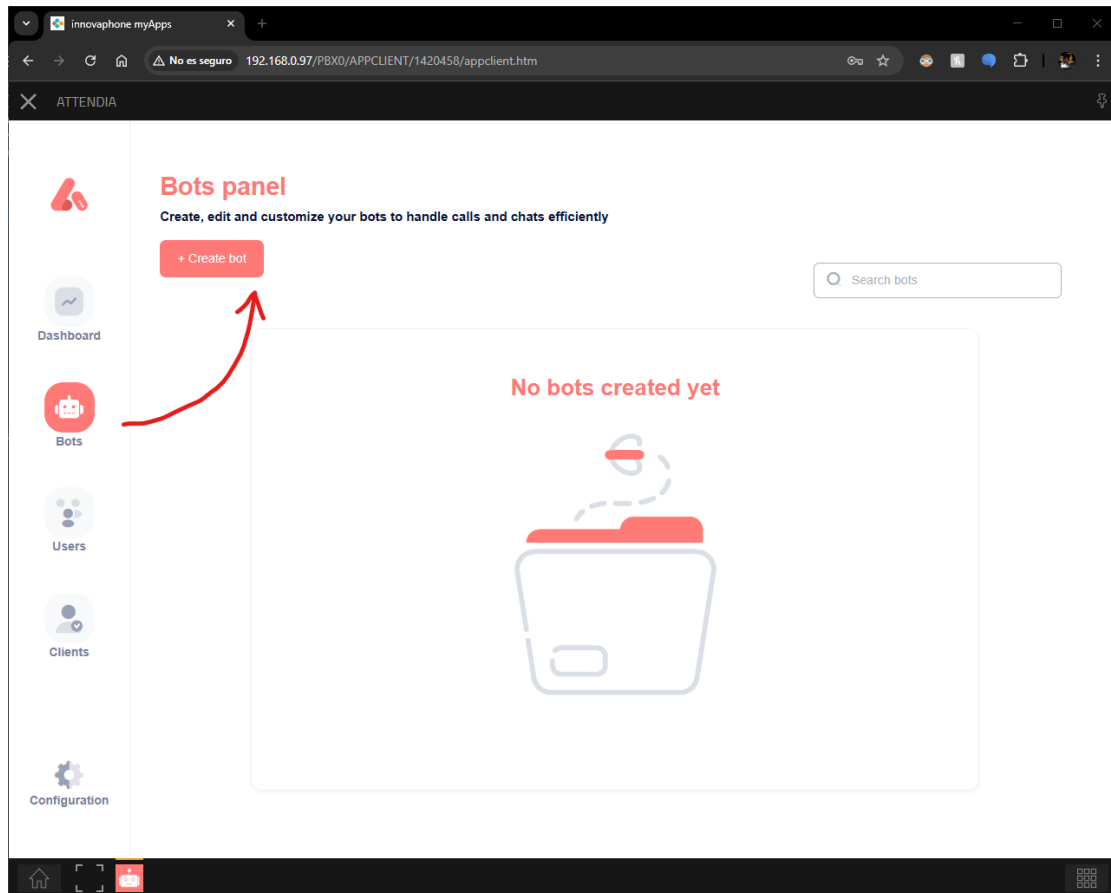 innovaphone myApps
No es seguro 192.168.0.97/PBX0/APPCLIENT/1420458/appclient.htm
ATTENDIA
Bots panel
Create, edit and customize your bots to handle calls and chats efficiently
+ Create bot
Search bots
Dashboard
No bots created yet
Bots
Users
Clients
Configuration